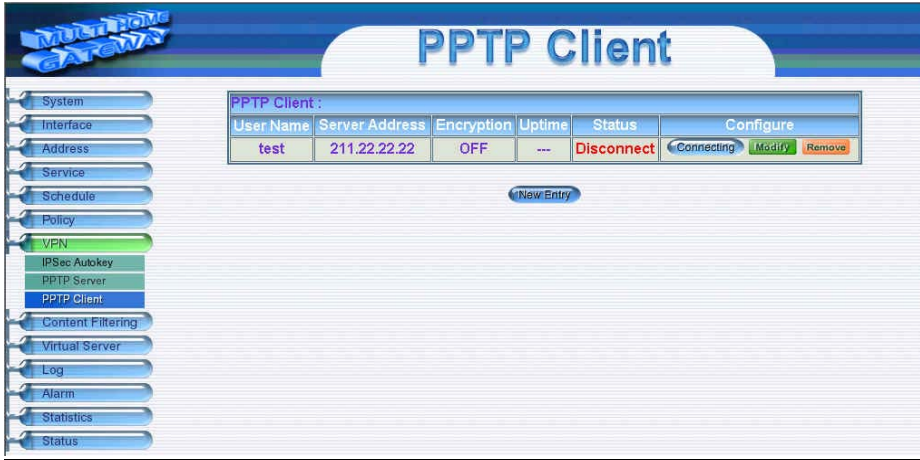 MULTI HOME
GATEWAY
PPTP Client
System
Interface
Address
Service
Schedule
Policy
VPN
IPSec Autokey
PPTP Server
PPTP Client
Content Filtering
Virtual Server
Log
Alarm
Statistics
Status
PPTP Client :
User Name Server Address Encryption Uptime Status Configure
test 211.22.22.22 OFF --- Disconnect Connecting Modify Remove
New Entry